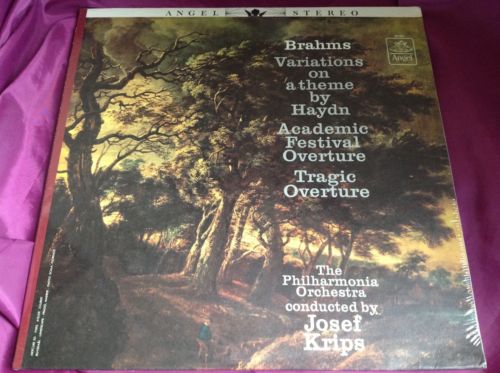 ANGEL STEREO
Brahms
Variations
on
a theme
by
Haydn
Academic
Festival
Overture
Tragic
Overture
Angel
The
Philharmonia
Orchestra
conducted by
Josef
Krips